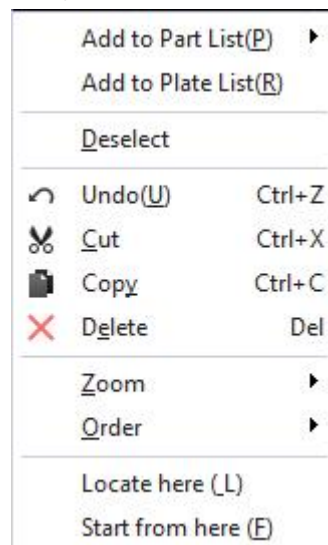 Add to Part List(P)
Add to Plate List(R)
Deselect
Undo(U) Ctrl+Z
Cut Ctrl+X
Copy Ctrl+C
Delete Del
Zoom
Order
Locate here (_L)
Start from here (F)